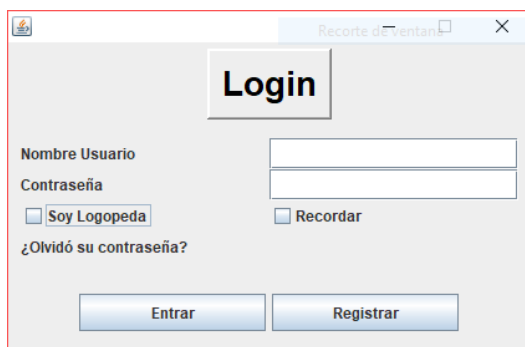 Recorte de ventana
Login
Nombre Usuario
Contraseña
Soy Logopeda Recordar
¿Olvidó su contraseña?
Entrar Registrar